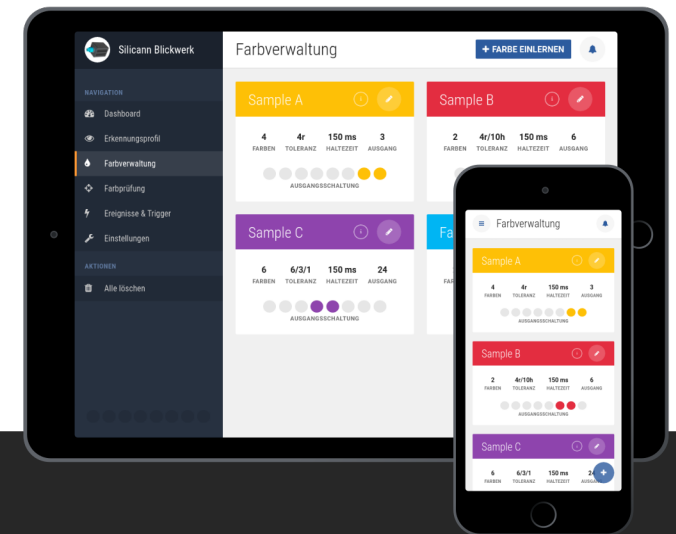 Silicann Blickwerk
NAVIGATION
Dashboard
Erkennungsprofil
Farbverwaltung
Farbprüfung
Ereignisse & Trigger
Einstellungen
AKTIONEN
Alle löschen
Farbverwaltung
+ FARBE EINLERNEN
Sample A
4 4r 150 ms 3
FARBEN TOLERANZ HALTEZEIT AUSGANG
AUSGANGSSCHALTUNG
Sample B
2 4r/10h 150 ms 6
FARBEN TOLERANZ HALTEZEIT AUSGANG
Sample C
6 6/3/1 150 ms 24
FARBEN TOLERANZ HALTEZEIT AUSGANG
AUSGANGSSCHALTUNG
Farbverwaltung
Sample A
4 4r 150 ms 3
FARBEN TOLERANZ HALTEZEIT AUSGANG
AUSGANGSSCHALTUNG
Sample B
2 4r/10h 150 ms 6
FARBEN TOLERANZ HALTEZEIT AUSGANG
AUSGANGSSCHALTUNG
Sample C
6 6/3/1 150 ms 24
FARBEN TOLERANZ HALTEZEIT